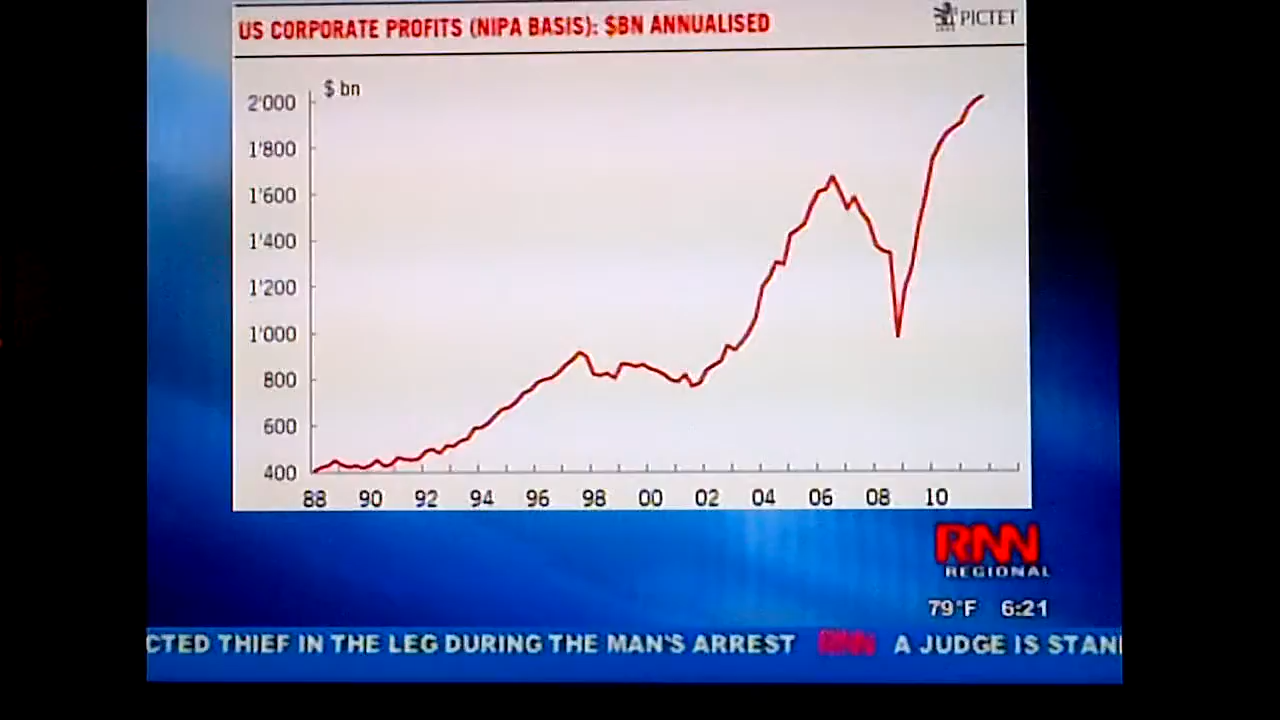 US CORPORATE PROFITS (NIPA BASIS): $BN ANNUALISED
PICTET
$ bn
2'000
1'800
1'600
1'400
1'200
1'000
800
600
400
88 90 92 94 96 98 00 02 04 06 08 10
RNN
REGIONAL
79°F 6:21
CTED THIEF IN THE LEG DURING THE MAN'S ARREST RNN A JUDGE IS STAN